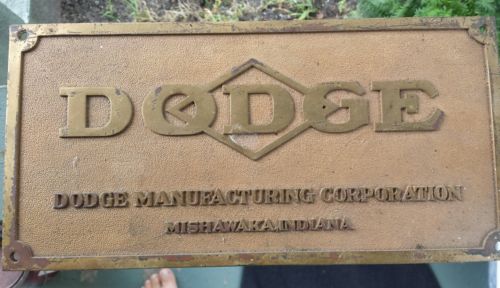 DODGE
DODGE MANUFACTURING CORPORATION
MISHAWAKA, INDIANA